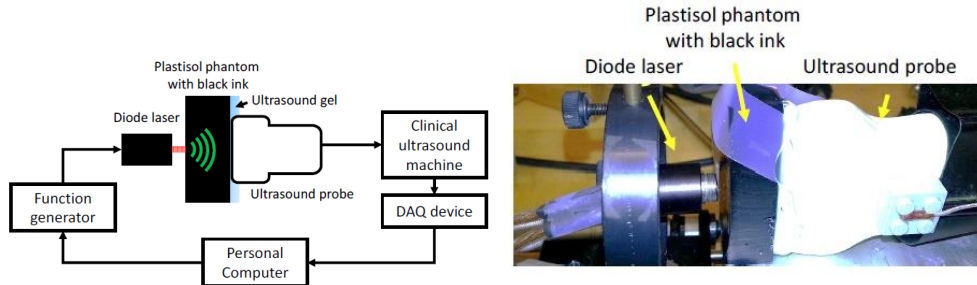 Plastisol phantom
with black ink
Ultrasound gel
Diode laser
Clinical
ultrasound
machine
Function
generator
Ultrasound probe
DAQ device
Personal
Computer
Plastisol phantom
with black ink
Diode laser
Ultrasound probe